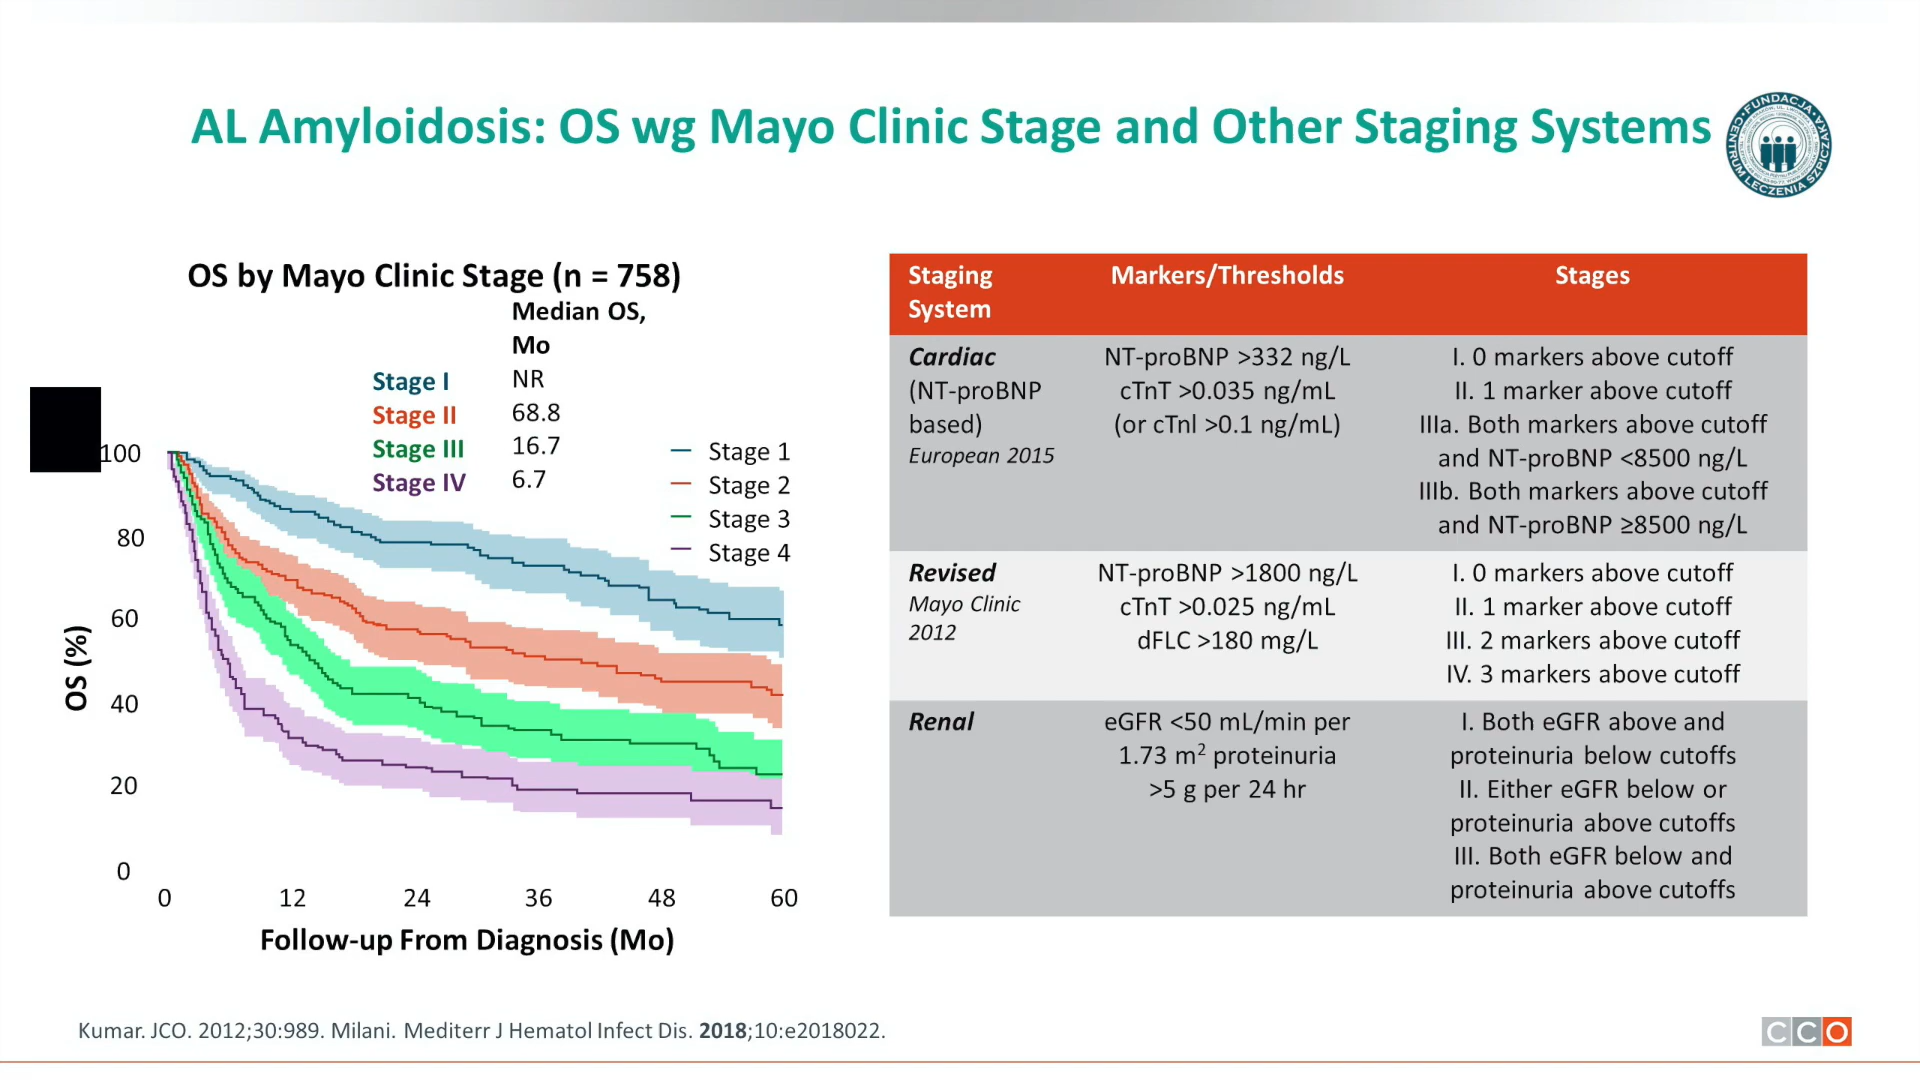 AL Amyloidosis: OS wg Mayo Clinic Stage and Other Staging Systems
FUNDACJA
CENTRUM LECZENIA SZPICZAKA
OS by Mayo Clinic Stage (n = 758)
Median OS,
Mo
Stage I NR
Stage II 68.8
Stage III 16.7
Stage IV 6.7
Stage 1
Stage 2
Stage 3
Stage 4
OS (%)
100
80
60
40
20
0
0 12 24 36 48 60
Follow-up From Diagnosis (Mo)
Staging
System
Markers/Thresholds
Stages
Cardiac
(NT-proBNP
based)
European 2015
NT-proBNP >332 ng/L
cTnT >0.035 ng/mL
(or cTnl >0.1 ng/mL)
I. 0 markers above cutoff
II. 1 marker above cutoff
IIIa. Both markers above cutoff
and NT-proBNP <8500 ng/L
IIIb. Both markers above cutoff
and NT-proBNP ≥8500 ng/L
Revised
Mayo Clinic
2012
NT-proBNP >1800 ng/L
cTnT >0.025 ng/mL
dFLC >180 mg/L
I. 0 markers above cutoff
II. 1 marker above cutoff
III. 2 markers above cutoff
IV. 3 markers above cutoff
Renal
eGFR <50 mL/min per
1.73 m² proteinuria
>5 g per 24 hr
I. Both eGFR above and
proteinuria below cutoffs
II. Either eGFR below or
proteinuria above cutoffs
III. Both eGFR below and
proteinuria above cutoffs
Kumar. JCO. 2012;30:989. Milani. Mediterr J Hematol Infect Dis. 2018;10:e2018022.
CCO